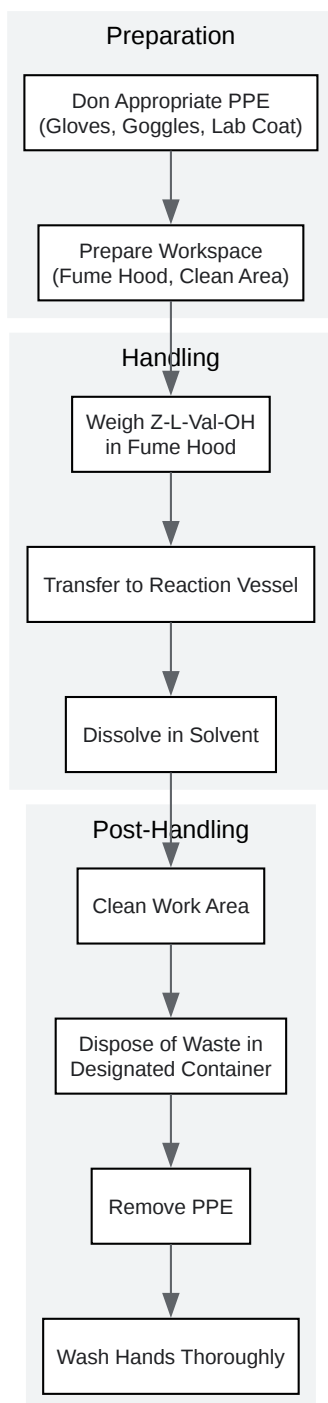 Preparation
Don Appropriate PPE
(Gloves, Goggles, Lab Coat)
Prepare Workspace
(Fume Hood, Clean Area)
Handling
Weigh Z-L-Val-OH
in Fume Hood
Transfer to Reaction Vessel
Dissolve in Solvent
Post-Handling
Clean Work Area
Dispose of Waste in
Designated Container
Remove PPE
Wash Hands Thoroughly